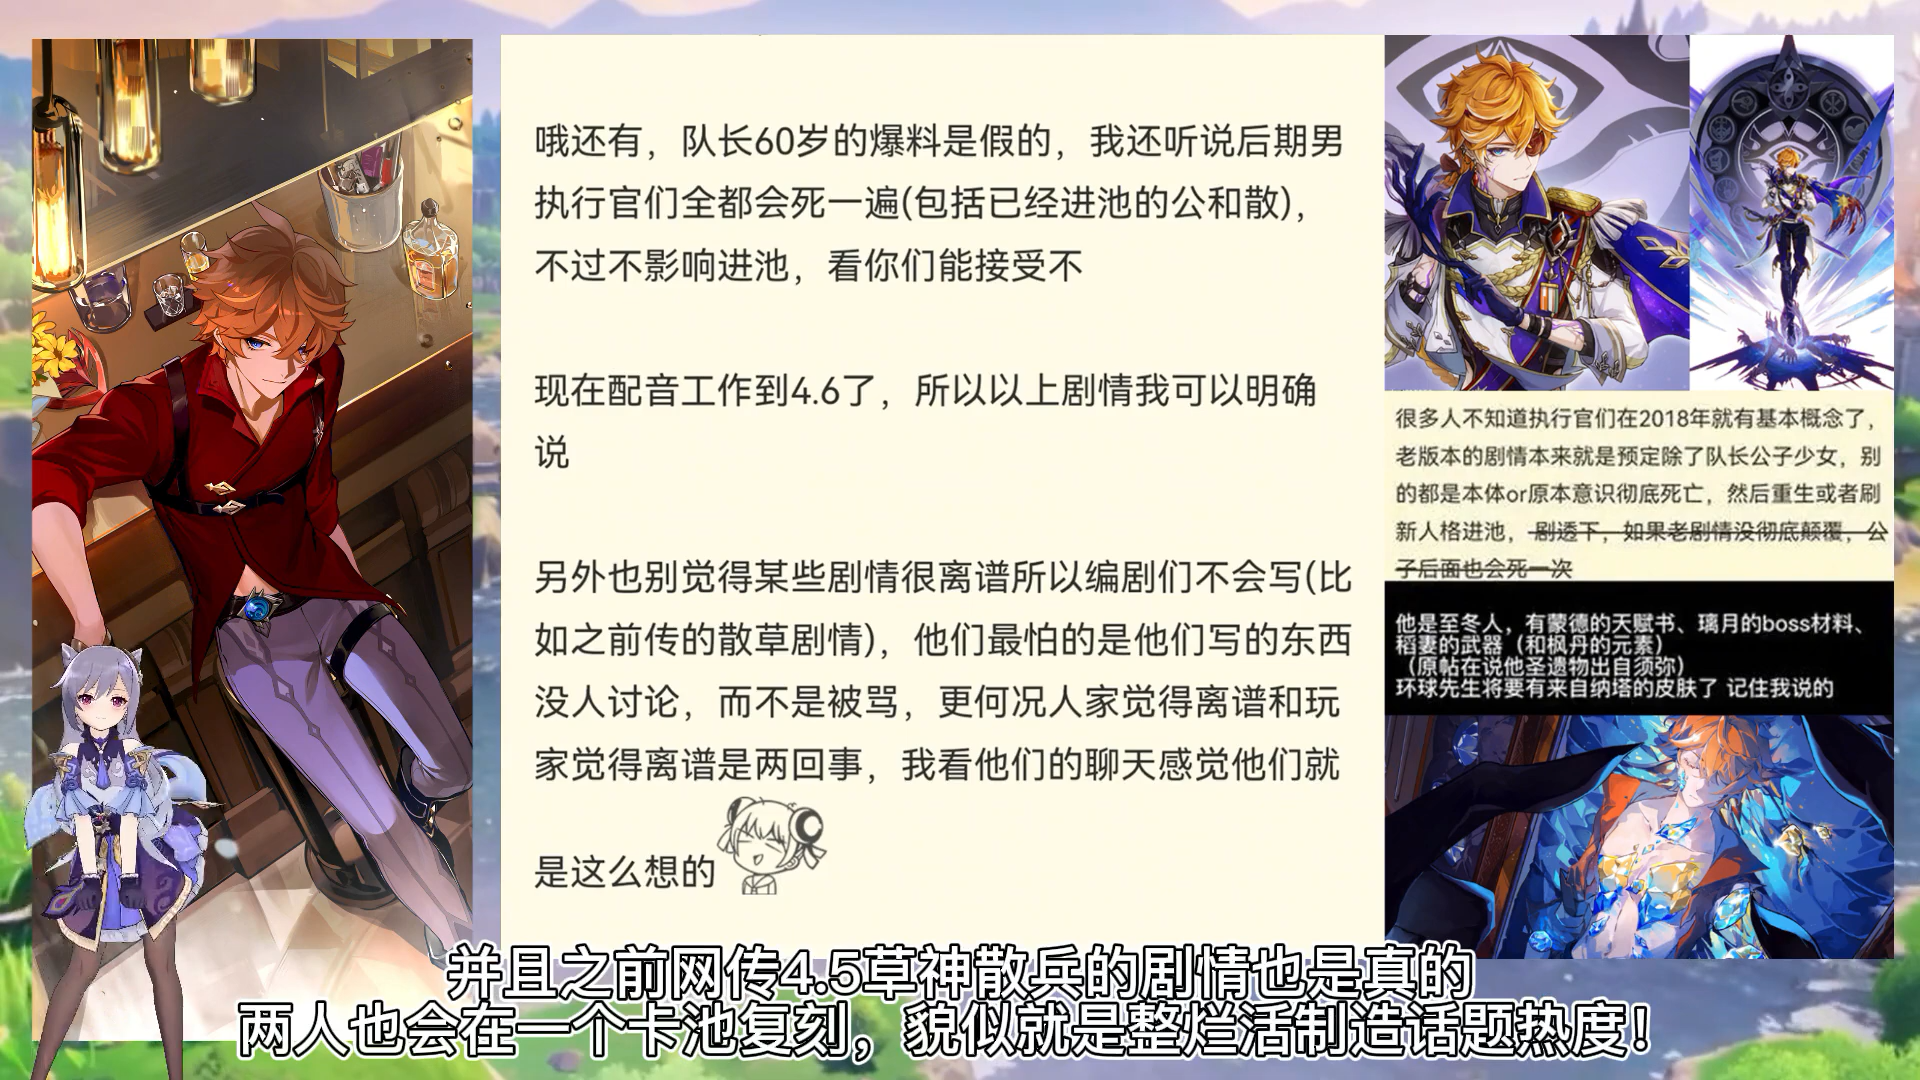 哦还有，队长60岁的爆料是假的，我还听说后期男
执行官们全都会死一遍(包括已经进池的公和散)，
不过不影响进池，看你们能接受不
现在配音工作到4.6了，所以以上剧情我可以明确
说
另外也别觉得某些剧情很离谱所以编剧们不会写(比
如之前传的散草剧情)，他们最怕的是他们写的东西
没人讨论，而不是被骂，更何况人家觉得离谱和玩
家觉得离谱是两回事，我看他们的聊天感觉他们就
是这么想的
很多人不知道执行官们在2018年就有基本概念了，
老版本的剧情本来就是预定除了队长公子少女，别
的都是本体or原本意识彻底死亡，然后重生或者刷
新人格进池，剧透下，如果老剧情没彻底颠覆，公
子后面也会死一次
他是至冬人，有蒙德的天赋书、璃月的boss材料、
稻妻的武器（和枫丹的元素）
（原帖在说他圣遗物出自须弥）
环球先生将要有来自纳塔的皮肤了 记住我说的
并且之前网传4.5草神散兵的剧情也是真的
两人也会在一个卡池复刻，貌似就是整烂活制造话题热度！